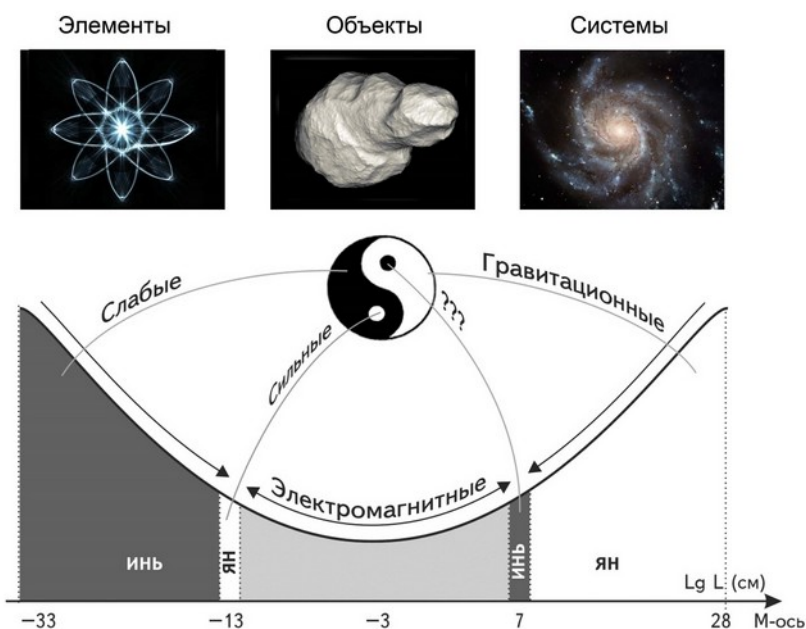 Элементы
Объекты
Системы
Слабые
Сильные
???
Гравитационные
Электромагнитные
инь
ян
инь
ян
Lg L (см)
−33
−13
−3
7
28
М-ось